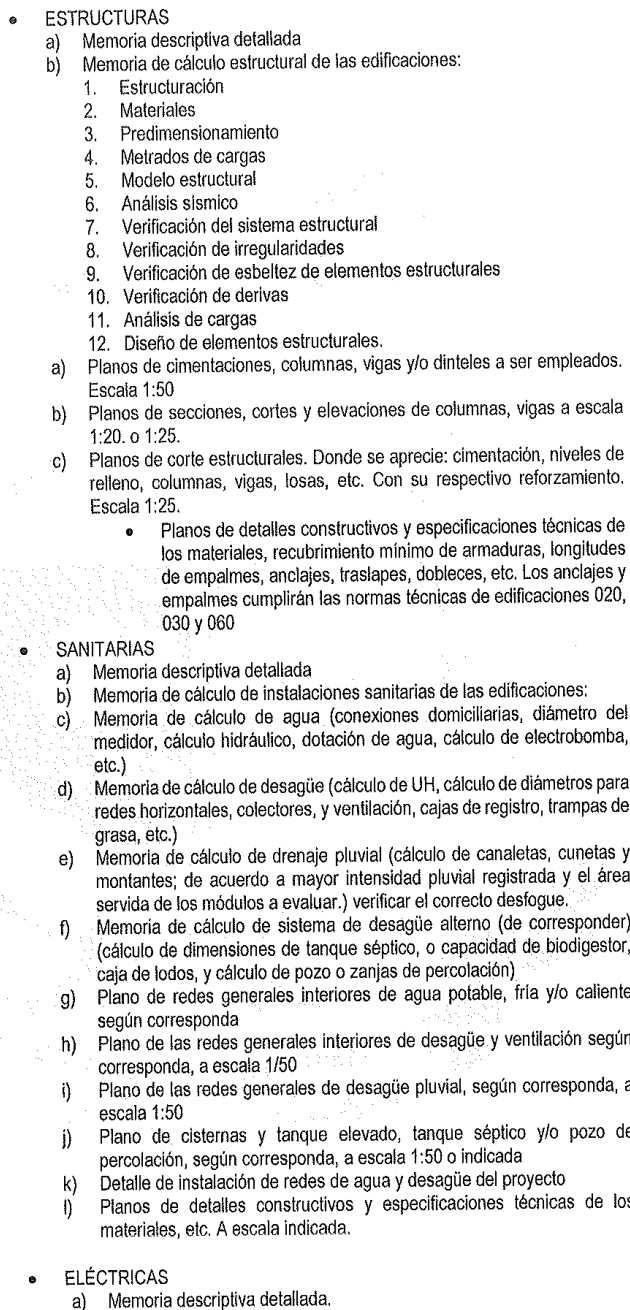 • ESTRUCTURAS
a) Memoria descriptiva detallada
b) Memoria de cálculo estructural de las edificaciones:
1. Estructuración
2. Materiales
3. Predimensionamiento
4. Metrados de cargas
5. Modelo estructural
6. Análisis sísmico
7. Verificación del sistema estructural
8. Verificación de irregularidades
9. Verificación de esbeltez de elementos estructurales
10. Verificación de derivas
11. Análisis de cargas
12. Diseño de elementos estructurales.
a) Planos de cimentaciones, columnas, vigas y/o dinteles a ser empleados.
Escala 1:50
b) Planos de secciones, cortes y elevaciones de columnas, vigas a escala
1:20. o 1:25.
c) Planos de corte estructurales. Donde se aprecie: cimentación, niveles de
relleno, columnas, vigas, losas, etc. Con su respectivo reforzamiento.
Escala 1:25.
• Planos de detalles constructivos y especificaciones técnicas de
los materiales, recubrimiento mínimo de armaduras, longitudes
de empalmes, anclajes, traslapes, dobleces, etc. Los anclajes y
empalmes cumplirán las normas técnicas de edificaciones 020,
030 y 060
• SANITARIAS
a) Memoria descriptiva detallada
b) Memoria de cálculo de instalaciones sanitarias de las edificaciones:
c) Memoria de cálculo de agua (conexiones domiciliarias, diámetro del
medidor, cálculo hidráulico, dotación de agua, cálculo de electrobomba,
etc.)
d) Memoria de cálculo de desagüe (cálculo de UH, cálculo de diámetros para
redes horizontales, colectores, y ventilación, cajas de registro, trampas de
grasa, etc.)
e) Memoria de cálculo de drenaje pluvial (cálculo de canaletas, cunetas y
montantes; de acuerdo a mayor intensidad pluvial registrada y el área
servida de los módulos a evaluar.) verificar el correcto desfogue.
f) Memoria de cálculo de sistema de desagüe alterno (de corresponder)
(cálculo de dimensiones de tanque séptico, o capacidad de biodigestor,
caja de lodos, y cálculo de pozo o zanjas de percolación)
g) Plano de redes generales interiores de agua potable, fría y/o caliente
según corresponda
h) Plano de las redes generales interiores de desagüe y ventilación según
corresponda, a escala 1/50
i) Plano de las redes generales de desagüe pluvial, según corresponda, a
escala 1:50
j) Plano de cisternas y tanque elevado, tanque séptico y/o pozo de
percolación, según corresponda, a escala 1:50 o indicada
k) Detalle de instalación de redes de agua y desagüe del proyecto
l) Planos de detalles constructivos y especificaciones técnicas de los
materiales, etc. A escala indicada.
• ELÉCTRICAS
a) Memoria descriptiva detallada.